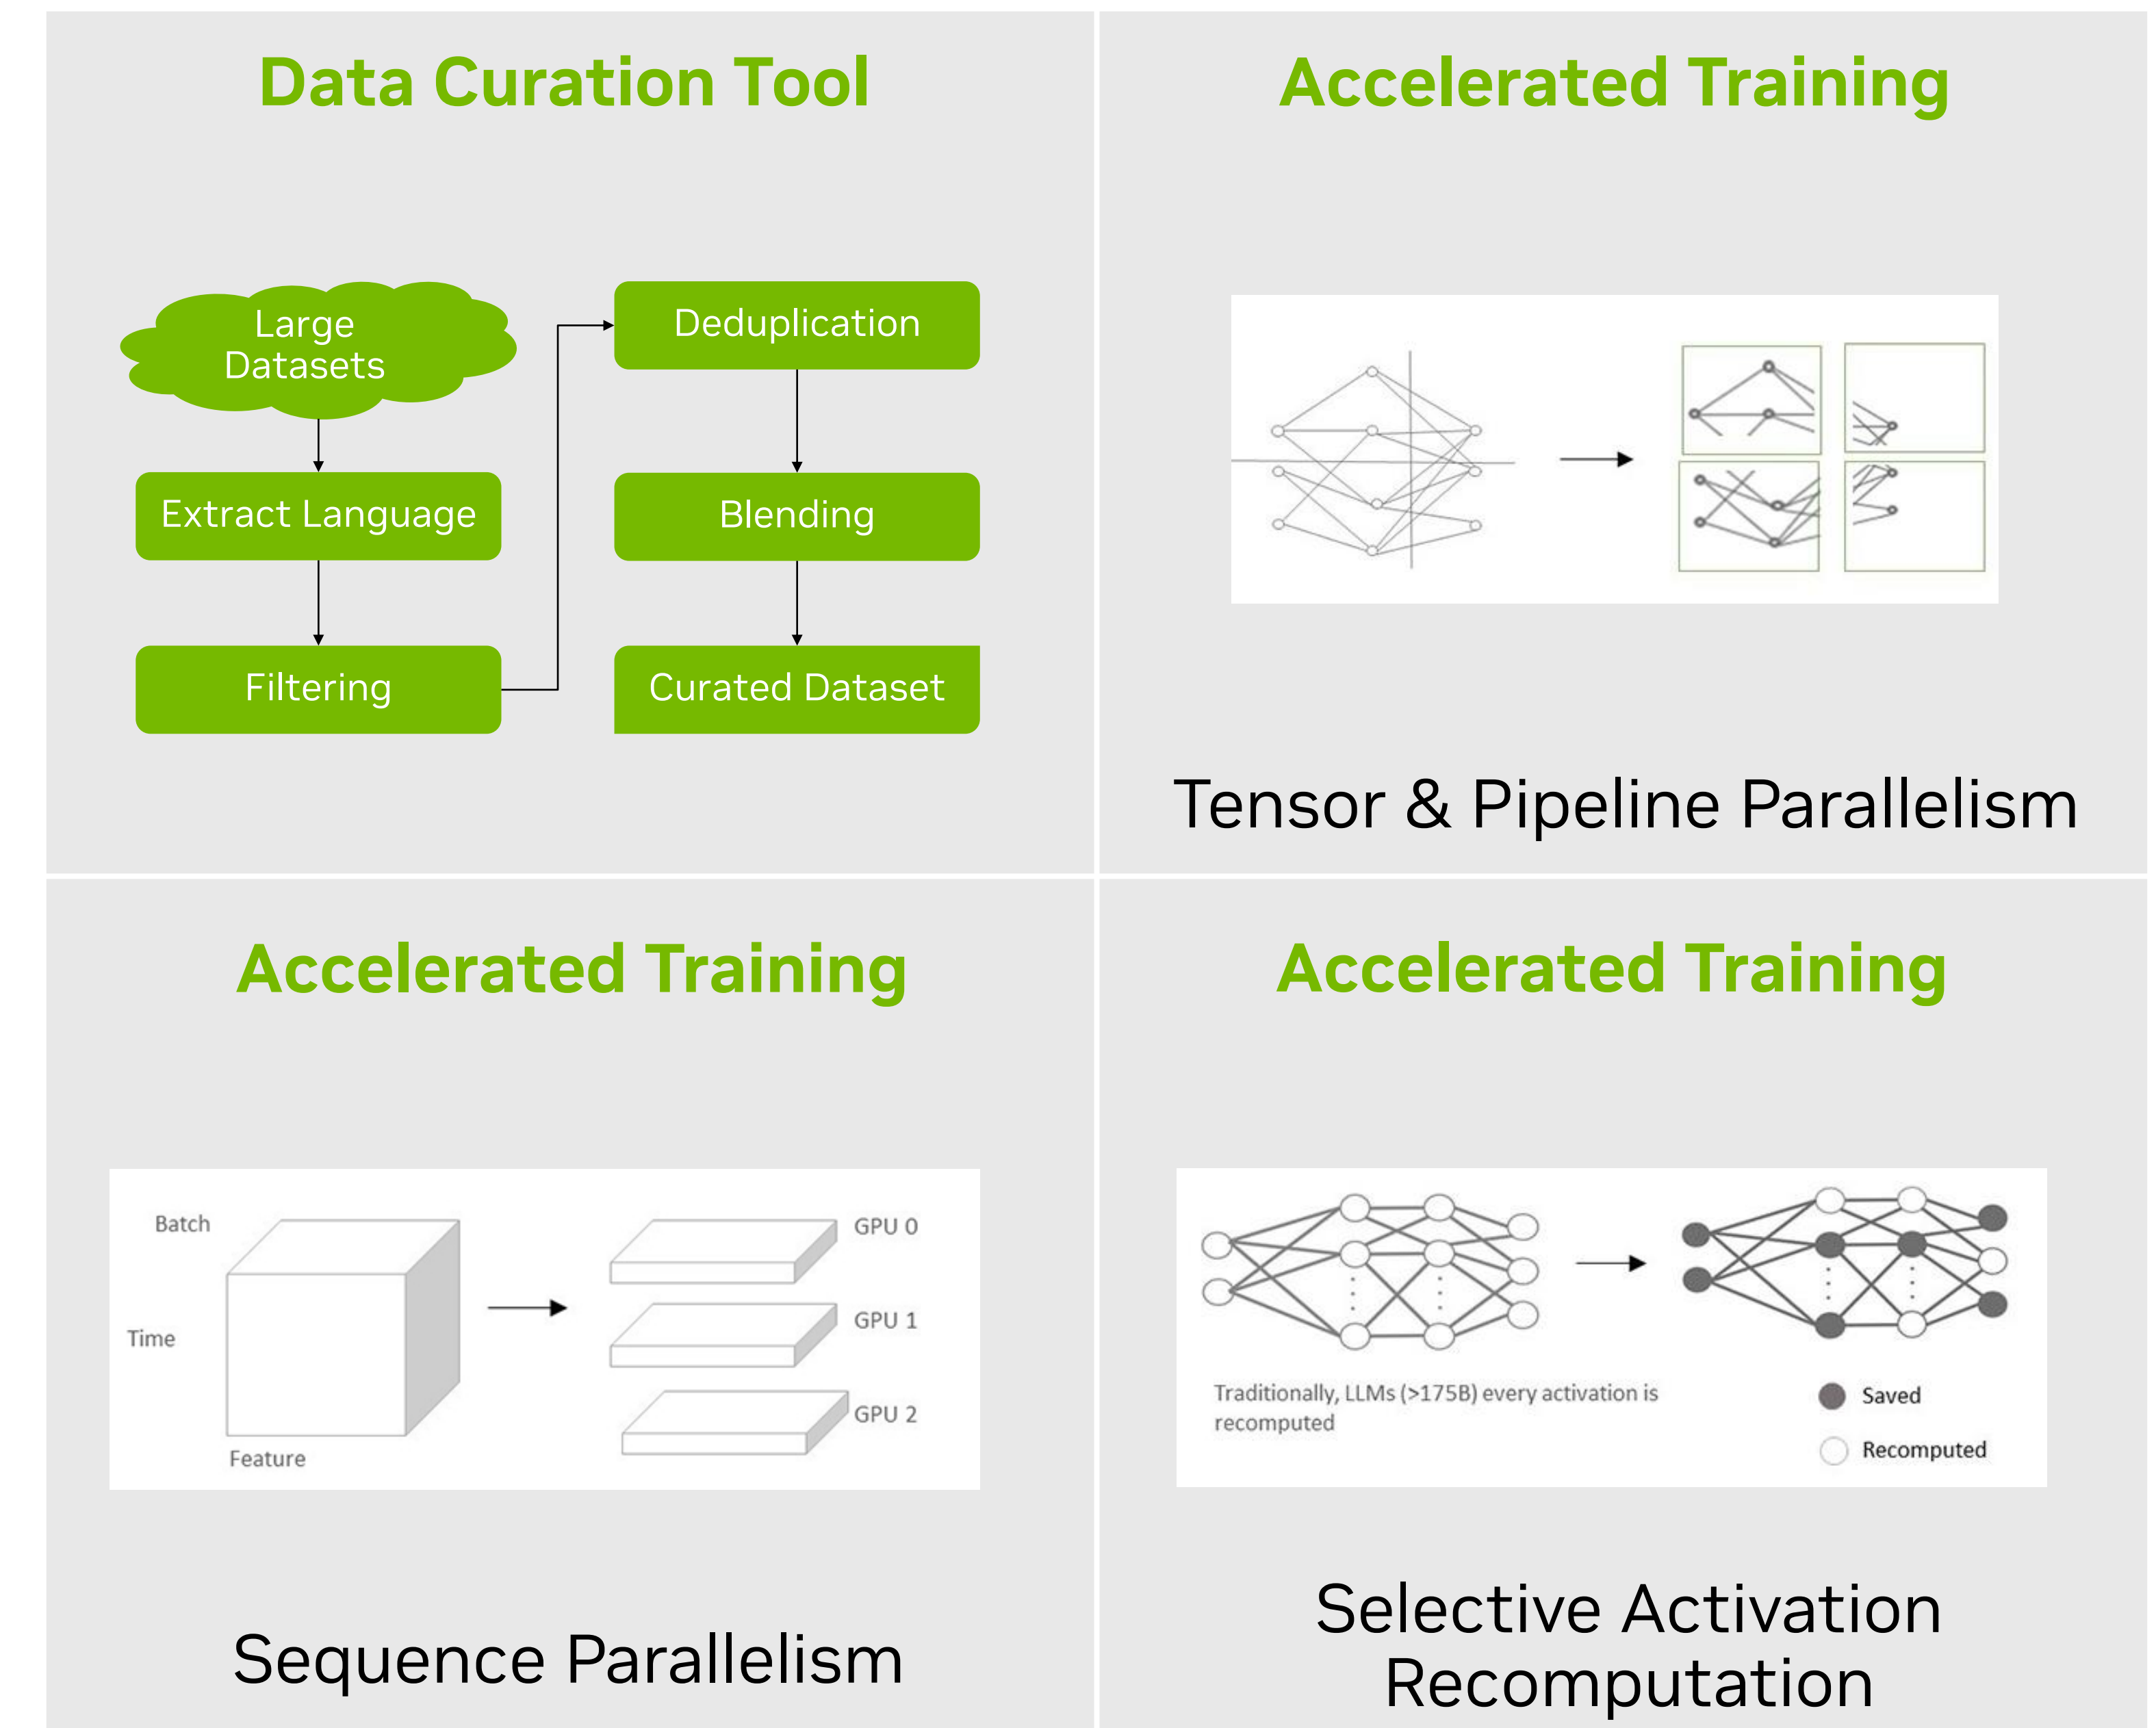 Data Curation Tool
Large
Datasets
Extract Language
Filtering
Deduplication
Blending
Curated Dataset
Accelerated Training
Tensor & Pipeline Parallelism
Accelerated Training
Batch
Time
Feature
GPU 0
GPU 1
GPU 2
Sequence Parallelism
Accelerated Training
Traditionally, LLMs (>175B) every activation is
recomputed
Saved
Recomputed
Selective Activation
Recomputation